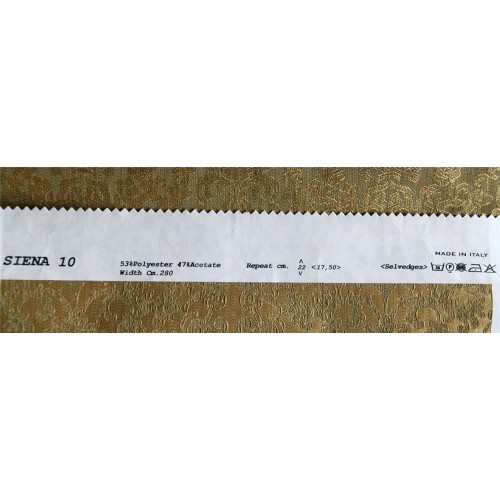 MADE IN ITALY
SIENA 10 53%Polyester 47%Acetate Repeat cm. 22 <17,50> <Selvedges>
Width Cm.280